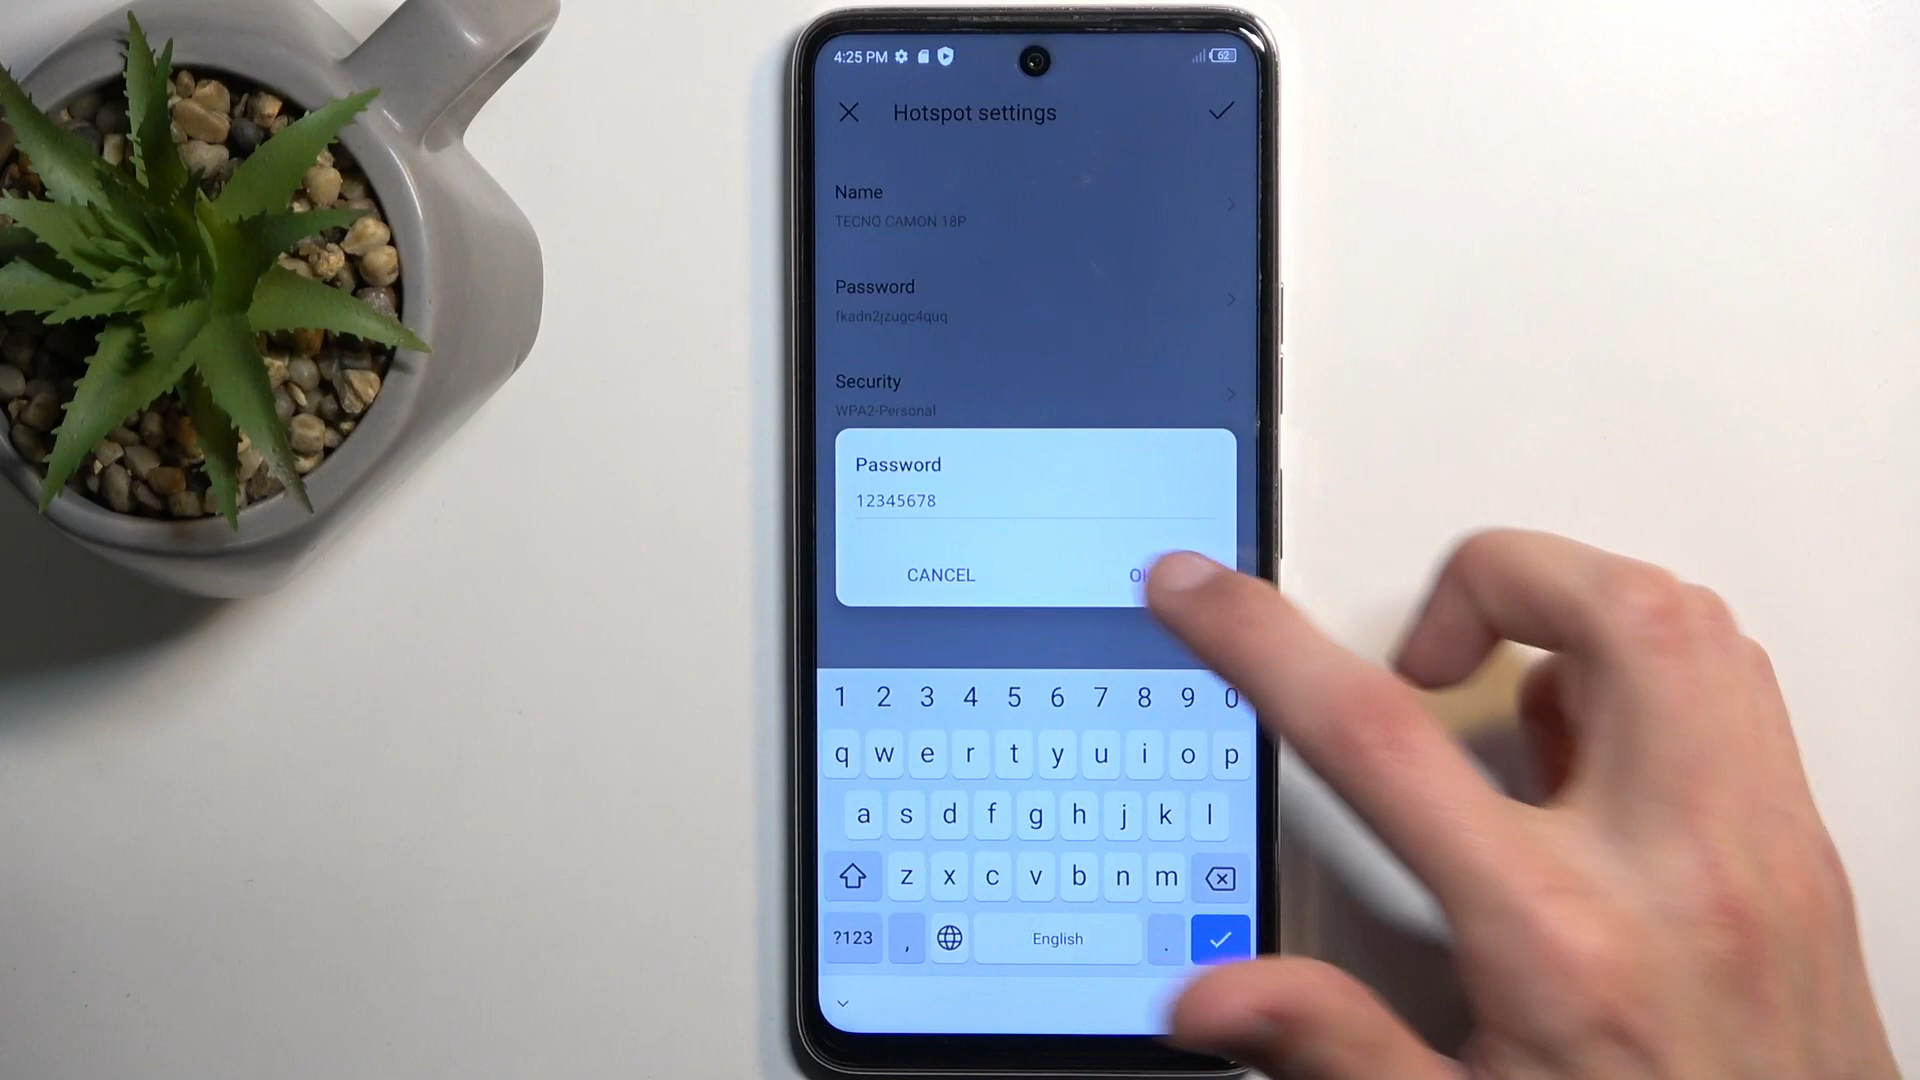 4:25 PM 62
Hotspot settings
Name
TECNO CAMON 18P
Password
fkadn2jzugc4quq
Security
WPA2-Personal
Password
12345678
CANCEL
1 2 3 4 5 6 7 8 9 0
q w e r t y u i o p
a s d f g h j k l
z x c v b n m
?123 , English .